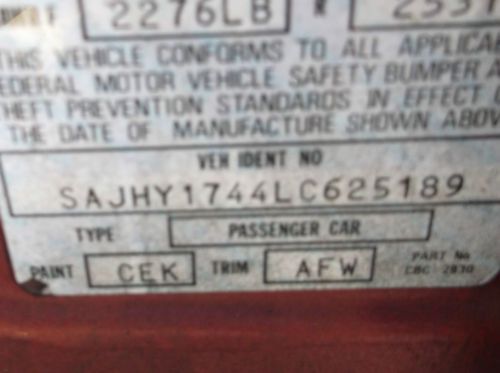 2276LB
THIS VEHICLE CONFORMS TO ALL APPLICA
EDERAL MOTOR VEHICLE SAFETY BUMPER A
HEFT PREVENTION STANDARDS IN EFFECT
THE DATE OF MANUFACTURE SHOWN ABOV
VEH IDENT NO
SAJHY1744LC625189
TYPE PASSENGER CAR
PAINT CEK TRIM AFW PART No
CBC 2830